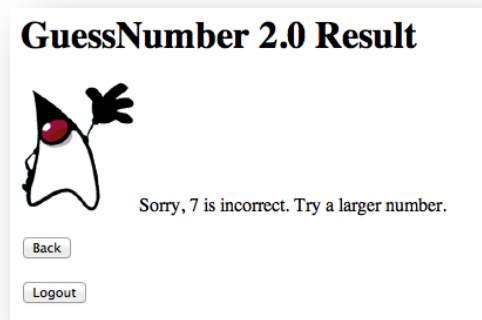 GuessNumber 2.0 Result
Sorry, 7 is incorrect. Try a larger number.
Back
Logout